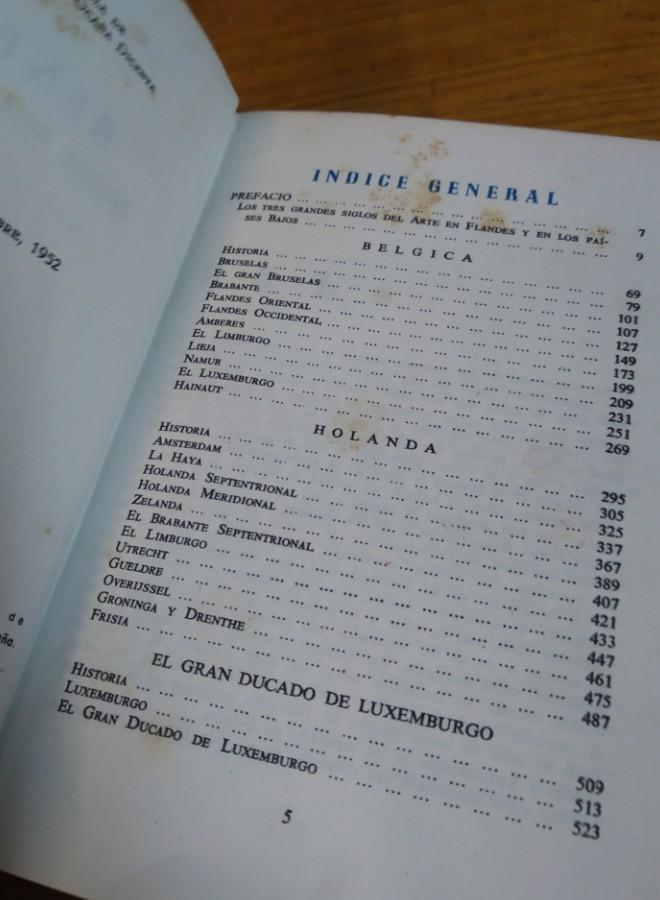 1952
de
INDICE GENERAL
PREFACIO ... ... ... ... ... ... ... ... ... ... ... ... ... 7
LOS TRES GRANDES SIGLOS DEL ARTE EN FLANDES Y EN LOS PAÍ-
SES BAJOS ... ... ... ... ... ... ... ... ... ... ... ... 9
BELGICA
HISTORIA ... ... ... ... ... ... ... ... ... ... ... ... 69
BRUSELAS ... ... ... ... ... ... ... ... ... ... ... ... 79
EL GRAN BRUSELAS ... ... ... ... ... ... ... ... ... ... 101
BRABANTE ... ... ... ... ... ... ... ... ... ... ... ... 107
FLANDES ORIENTAL ... ... ... ... ... ... ... ... ... ... 127
FLANDES OCCIDENTAL ... ... ... ... ... ... ... ... ... 149
AMBERES ... ... ... ... ... ... ... ... ... ... ... ... 173
EL LIMBURGO ... ... ... ... ... ... ... ... ... ... ... 199
LIEJA ... ... ... ... ... ... ... ... ... ... ... ... ... 209
NAMUR ... ... ... ... ... ... ... ... ... ... ... ... 231
EL LUXEMBURGO ... ... ... ... ... ... ... ... ... ... 251
HAINAUT ... ... ... ... ... ... ... ... ... ... ... ... 269
HOLANDA
HISTORIA ... ... ... ... ... ... ... ... ... ... ... ... 295
AMSTERDAM ... ... ... ... ... ... ... ... ... ... ... 305
LA HAYA ... ... ... ... ... ... ... ... ... ... ... ... 325
HOLANDA SEPTENTRIONAL ... ... ... ... ... ... ... ... 337
HOLANDA MERIDIONAL ... ... ... ... ... ... ... ... ... 367
ZELANDA ... ... ... ... ... ... ... ... ... ... ... ... 389
EL BRABANTE SEPTENTRIONAL ... ... ... ... ... ... ... 407
EL LIMBURGO ... ... ... ... ... ... ... ... ... ... ... 421
UTRECHT ... ... ... ... ... ... ... ... ... ... ... ... 433
GUELDRE ... ... ... ... ... ... ... ... ... ... ... ... 447
OVERIJSSEL ... ... ... ... ... ... ... ... ... ... ... 461
GRONINGA Y DRENTHE ... ... ... ... ... ... ... ... ... 475
FRISIA ... ... ... ... ... ... ... ... ... ... ... ... 487
EL GRAN DUCADO DE LUXEMBURGO
HISTORIA ... ... ... ... ... ... ... ... ... ... ... ... 509
LUXEMBURGO ... ... ... ... ... ... ... ... ... ... ... 513
EL GRAN DUCADO DE LUXEMBURGO ... ... ... ... ... ... 523
5